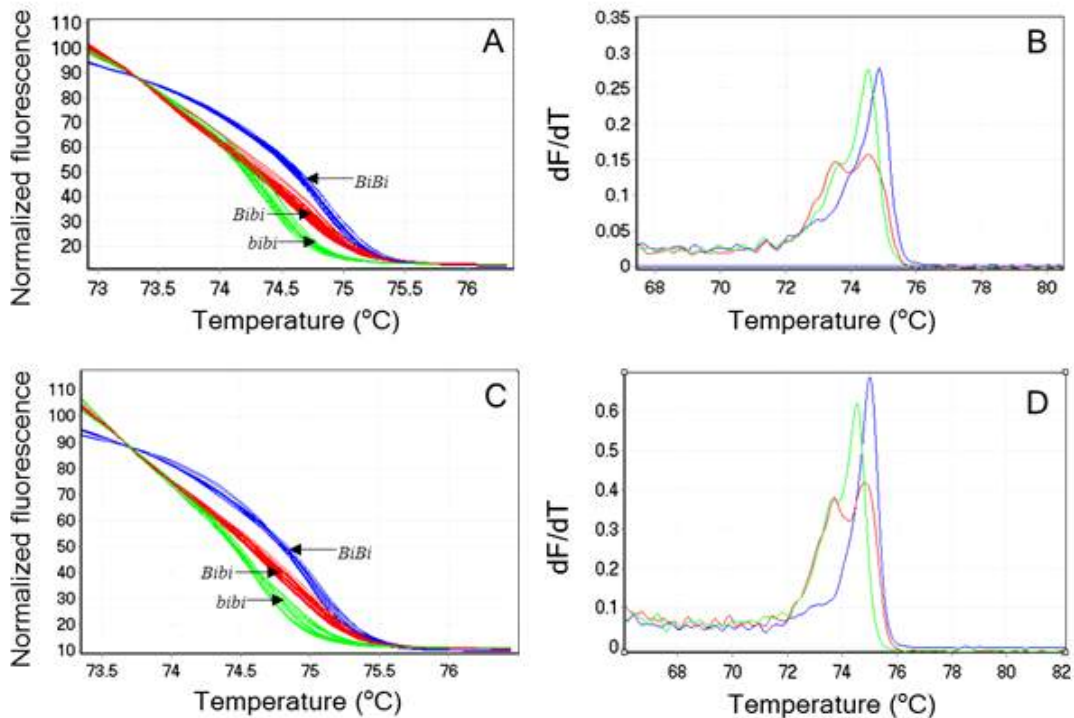 A
Normalized fluorescence
110
100
90
80
70
60
50
40
30
20
BiBi
Bibi
bibi
73 73.5 74 74.5 75 75.5 76
Temperature (°C)
B
dF/dT
0.35
0.3
0.25
0.2
0.15
0.1
0.05
0
68 70 72 74 76 78 80
Temperature (°C)
C
Normalized fluorescence
110
100
90
80
70
60
50
40
30
20
10
BiBi
Bibi
bibi
73.5 74 74.5 75 75.5 76
Temperature (°C)
D
dF/dT
0.6
0.5
0.4
0.3
0.2
0.1
0
68 70 72 74 76 78 80 82
Temperature (°C)